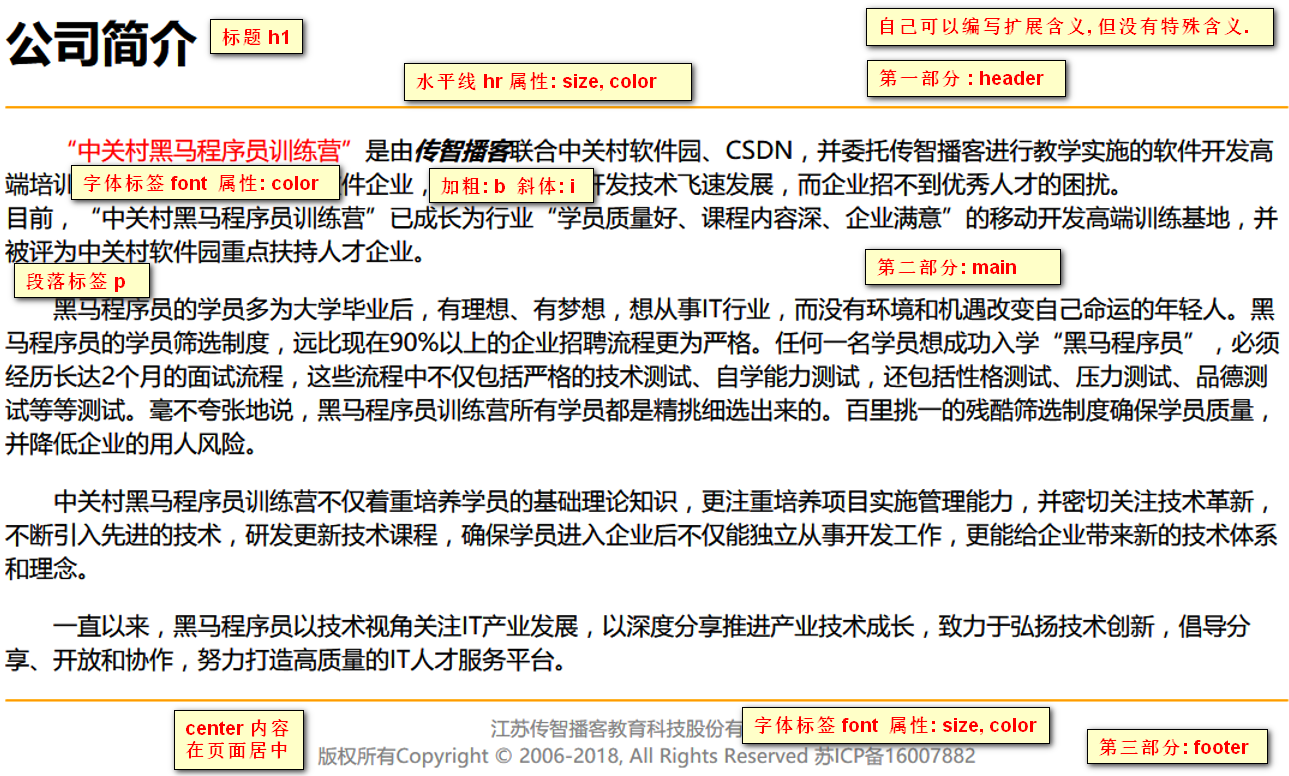 公司简介
标题 h1
自己可以编写扩展含义, 但没有特殊含义.
水平线 hr 属性: size, color
第一部分 : header
“中关村黑马程序员训练营”是由传智播客联合中关村软件园、CSDN，并委托传智播客进行教学实施的软件开发高
端培训
字体标签 font 属性: color
件企业，
加粗: b 斜体: i
开发技术飞速发展，而企业招不到优秀人才的困扰。
目前，“中关村黑马程序员训练营”已成长为行业“学员质量好、课程内容深、企业满意”的移动开发高端训练基地，并
被评为中关村软件园重点扶持人才企业。
段落标签 p
第二部分: main
黑马程序员的学员多为大学毕业后，有理想、有梦想，想从事IT行业，而没有环境和机遇改变自己命运的年轻人。黑
马程序员的学员筛选制度，远比现在90%以上的企业招聘流程更为严格。任何一名学员想成功入学“黑马程序员”，必须
经历长达2个月的面试流程，这些流程中不仅包括严格的技术测试、自学能力测试，还包括性格测试、压力测试、品德测
试等等测试。毫不夸张地说，黑马程序员训练营所有学员都是精挑细选出来的。百里挑一的残酷筛选制度确保学员质量，
并降低企业的用人风险。
中关村黑马程序员训练营不仅着重培养学员的基础理论知识，更注重培养项目实施管理能力，并密切关注技术革新，
不断引入先进的技术，研发更新技术课程，确保学员进入企业后不仅能独立从事开发工作，更能给企业带来新的技术体系
和理念。
一直以来，黑马程序员以技术视角关注IT产业发展，以深度分享推进产业技术成长，致力于弘扬技术创新，倡导分
享、开放和协作，努力打造高质量的IT人才服务平台。
center 内容
在页面居中
江苏传智播客教育科技股份有
字体标签 font 属性: size, color
版权所有Copyright © 2006-2018, All Rights Reserved 苏ICP备16007882
第三部分: footer